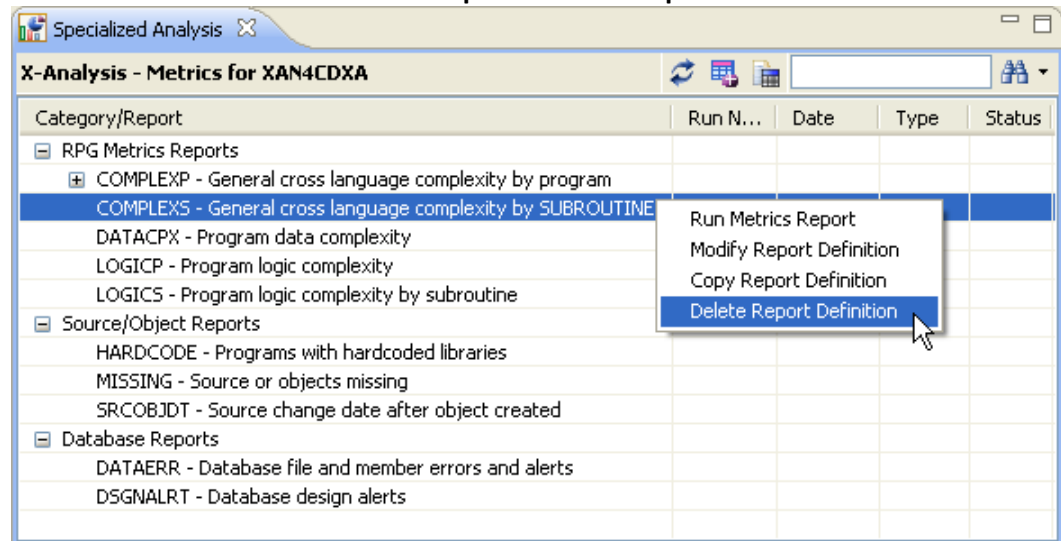 Specialized Analysis
X-Analysis - Metrics for XAN4CDXA
Category/Report Run N... Date Type Status
RPG Metrics Reports
COMPLEXP - General cross language complexity by program
COMPLEXS - General cross language complexity by SUBROUTINE
DATACPX - Program data complexity
LOGICP - Program logic complexity
LOGICS - Program logic complexity by subroutine
Source/Object Reports
HARDCODE - Programs with hardcoded libraries
MISSING - Source or objects missing
SRCOBJDT - Source change date after object created
Database Reports
DATAERR - Database file and member errors and alerts
DSGNALRT - Database design alerts
Run Metrics Report
Modify Report Definition
Copy Report Definition
Delete Report Definition